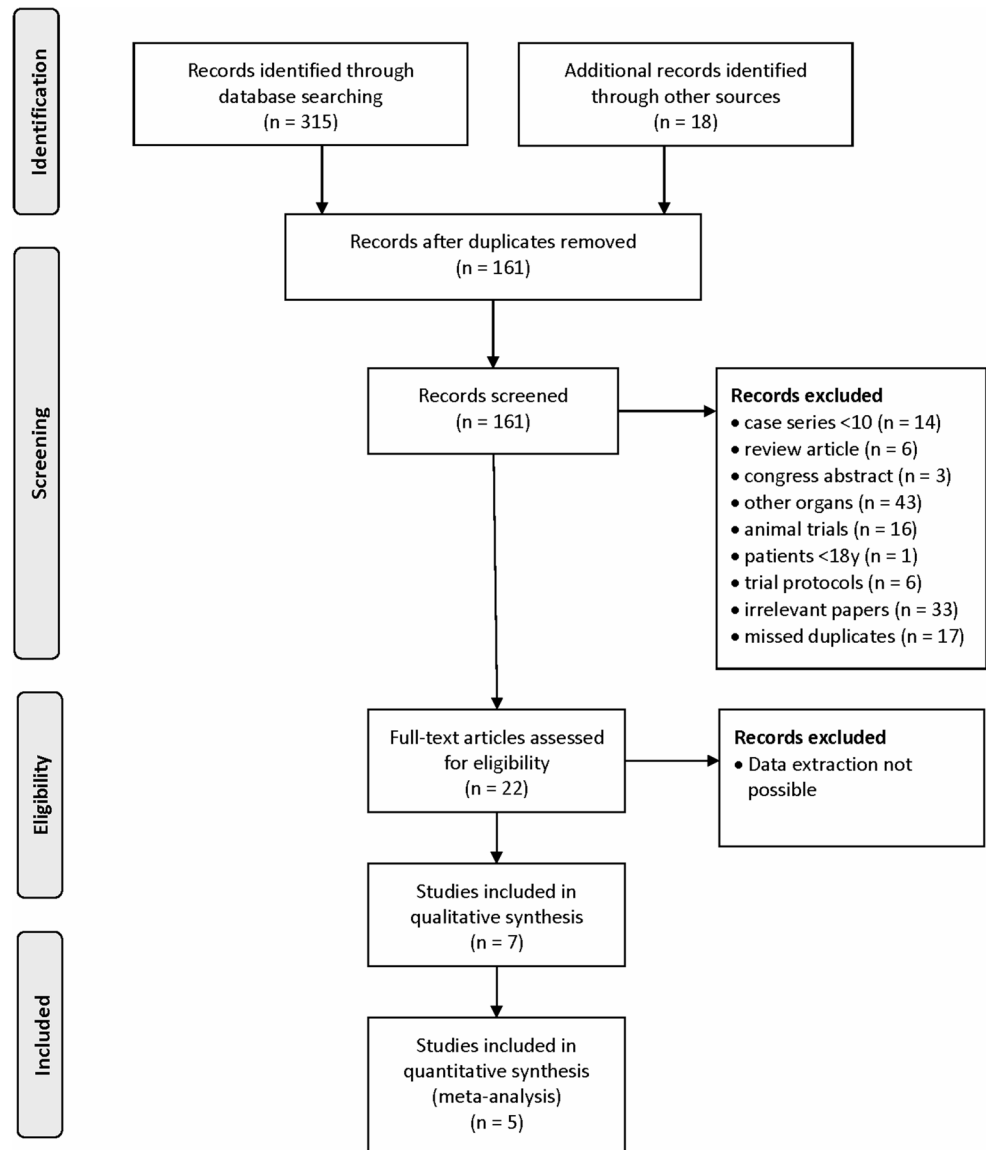 Identification
Records identified through
database searching
(n = 315)
Additional records identified
through other sources
(n = 18)
Records after duplicates removed
(n = 161)
Screening
Records screened
(n = 161)
Records excluded
• case series <10 (n = 14)
• review article (n = 6)
• congress abstract (n = 3)
• other organs (n = 43)
• animal trials (n = 16)
• patients <18y (n = 1)
• trial protocols (n = 6)
• irrelevant papers (n = 33)
• missed duplicates (n = 17)
Eligibility
Full-text articles assessed
for eligibility
(n = 22)
Records excluded
• Data extraction not
possible
Studies included in
qualitative synthesis
(n = 7)
Included
Studies included in
quantitative synthesis
(meta-analysis)
(n = 5)